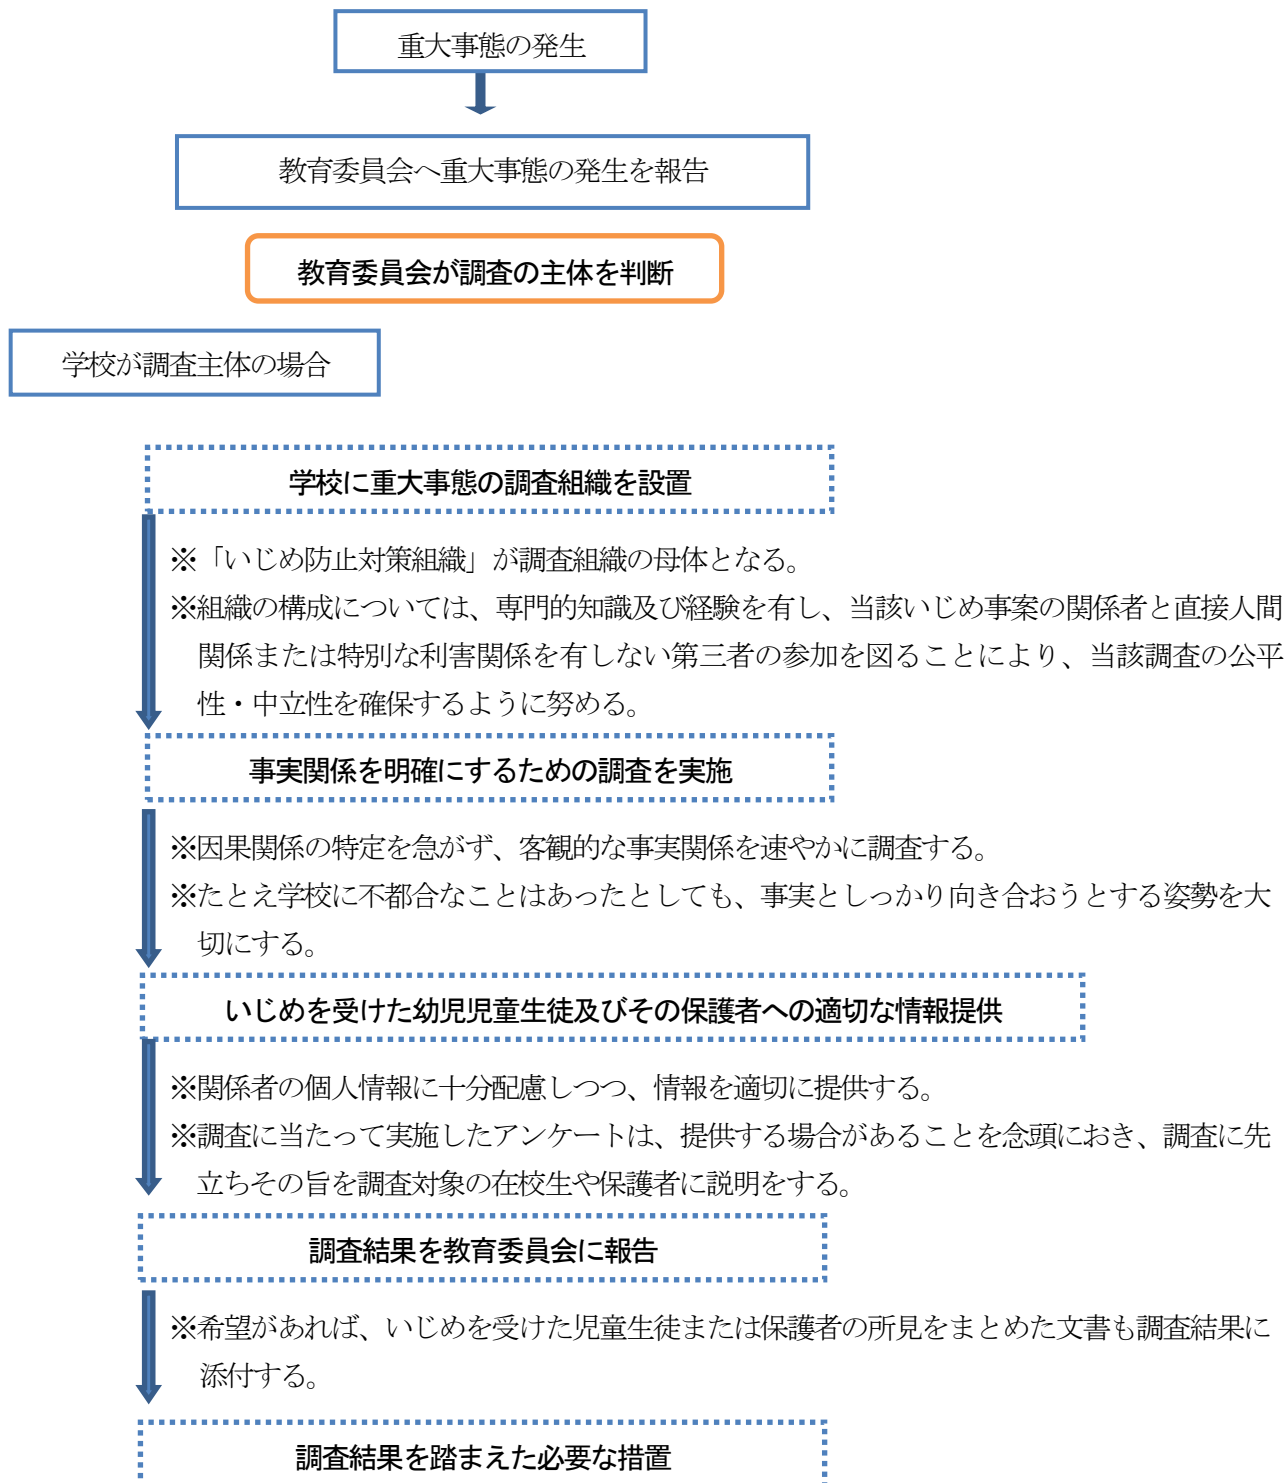 重大事態の発生
教育委員会へ重大事態の発生を報告
教育委員会が調査の主体を判断
学校が調査主体の場合
学校に重大事態の調査組織を設置
※「いじめ防止対策組織」が調査組織の母体となる。
※組織の構成については、専門的知識及び経験を有し、当該いじめ事案の関係者と直接人間
関係または特別な利害関係を有しない第三者の参加を図ることにより、当該調査の公平
性・中立性を確保するように努める。
事実関係を明確にするための調査を実施
※因果関係の特定を急がず、客観的な事実関係を速やかに調査する。
※たとえ学校に不都合なことはあったとしても、事実としっかり向き合おうとする姿勢を大
切にする。
いじめを受けた幼児児童生徒及びその保護者への適切な情報提供
※関係者の個人情報に十分配慮しつつ、情報を適切に提供する。
※調査に当たって実施したアンケートは、提供する場合があることを念頭におき、調査に先
立ちその旨を調査対象の在校生や保護者に説明をする。
調査結果を教育委員会に報告
※希望があれば、いじめを受けた児童生徒または保護者の所見をまとめた文書も調査結果に
添付する。
調査結果を踏まえた必要な措置